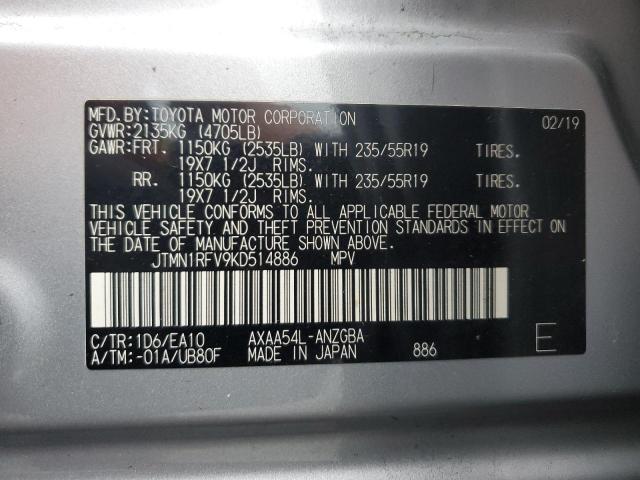 MFD.BY:TOYOTA MOTOR CORPORATION 02/19
GVWR:2135KG (4705LB)
GAWR:FRT. 1150KG (2535LB) WITH 235/55R19 TIRES.
19X7 1/2J RIMS.
RR. 1150KG (2535LB) WITH 235/55R19 TIRES.
19X7 1/2J RIMS.
THIS VEHICLE CONFORMS TO ALL APPLICABLE FEDERAL MOTOR
VEHICLE SAFETY AND THEFT PREVENTION STANDARDS IN EFFECT ON
THE DATE OF MANUFACTURE SHOWN ABOVE.
JTMN1RFV9KD514886 MPV
C/TR:1D6/EA10 AXAA54L-ANZGBA
A/TM:-01A/UB80F MADE IN JAPAN 886 E